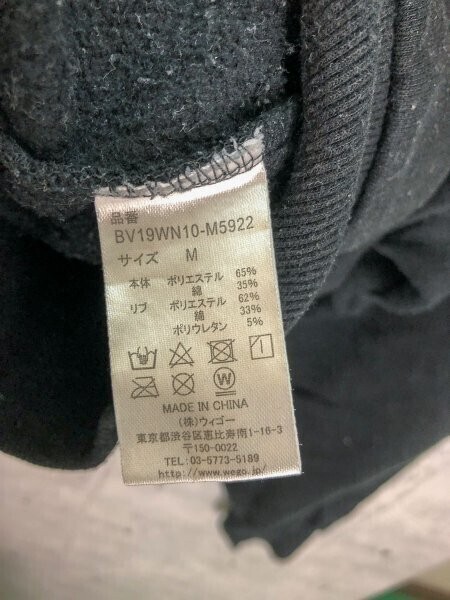 品番
BV19WN10-M5922
サイズ M
本体 ポリエステル 65%
綿 35%
リブ ポリエステル 62%
綿 33%
ポリウレタン 5%
W
MADE IN CHINA
(株)ウィゴー
東京都渋谷区恵比寿南1-16-3
〒150-0022
TEL:03-5773-5189
http://www.wego.jp/